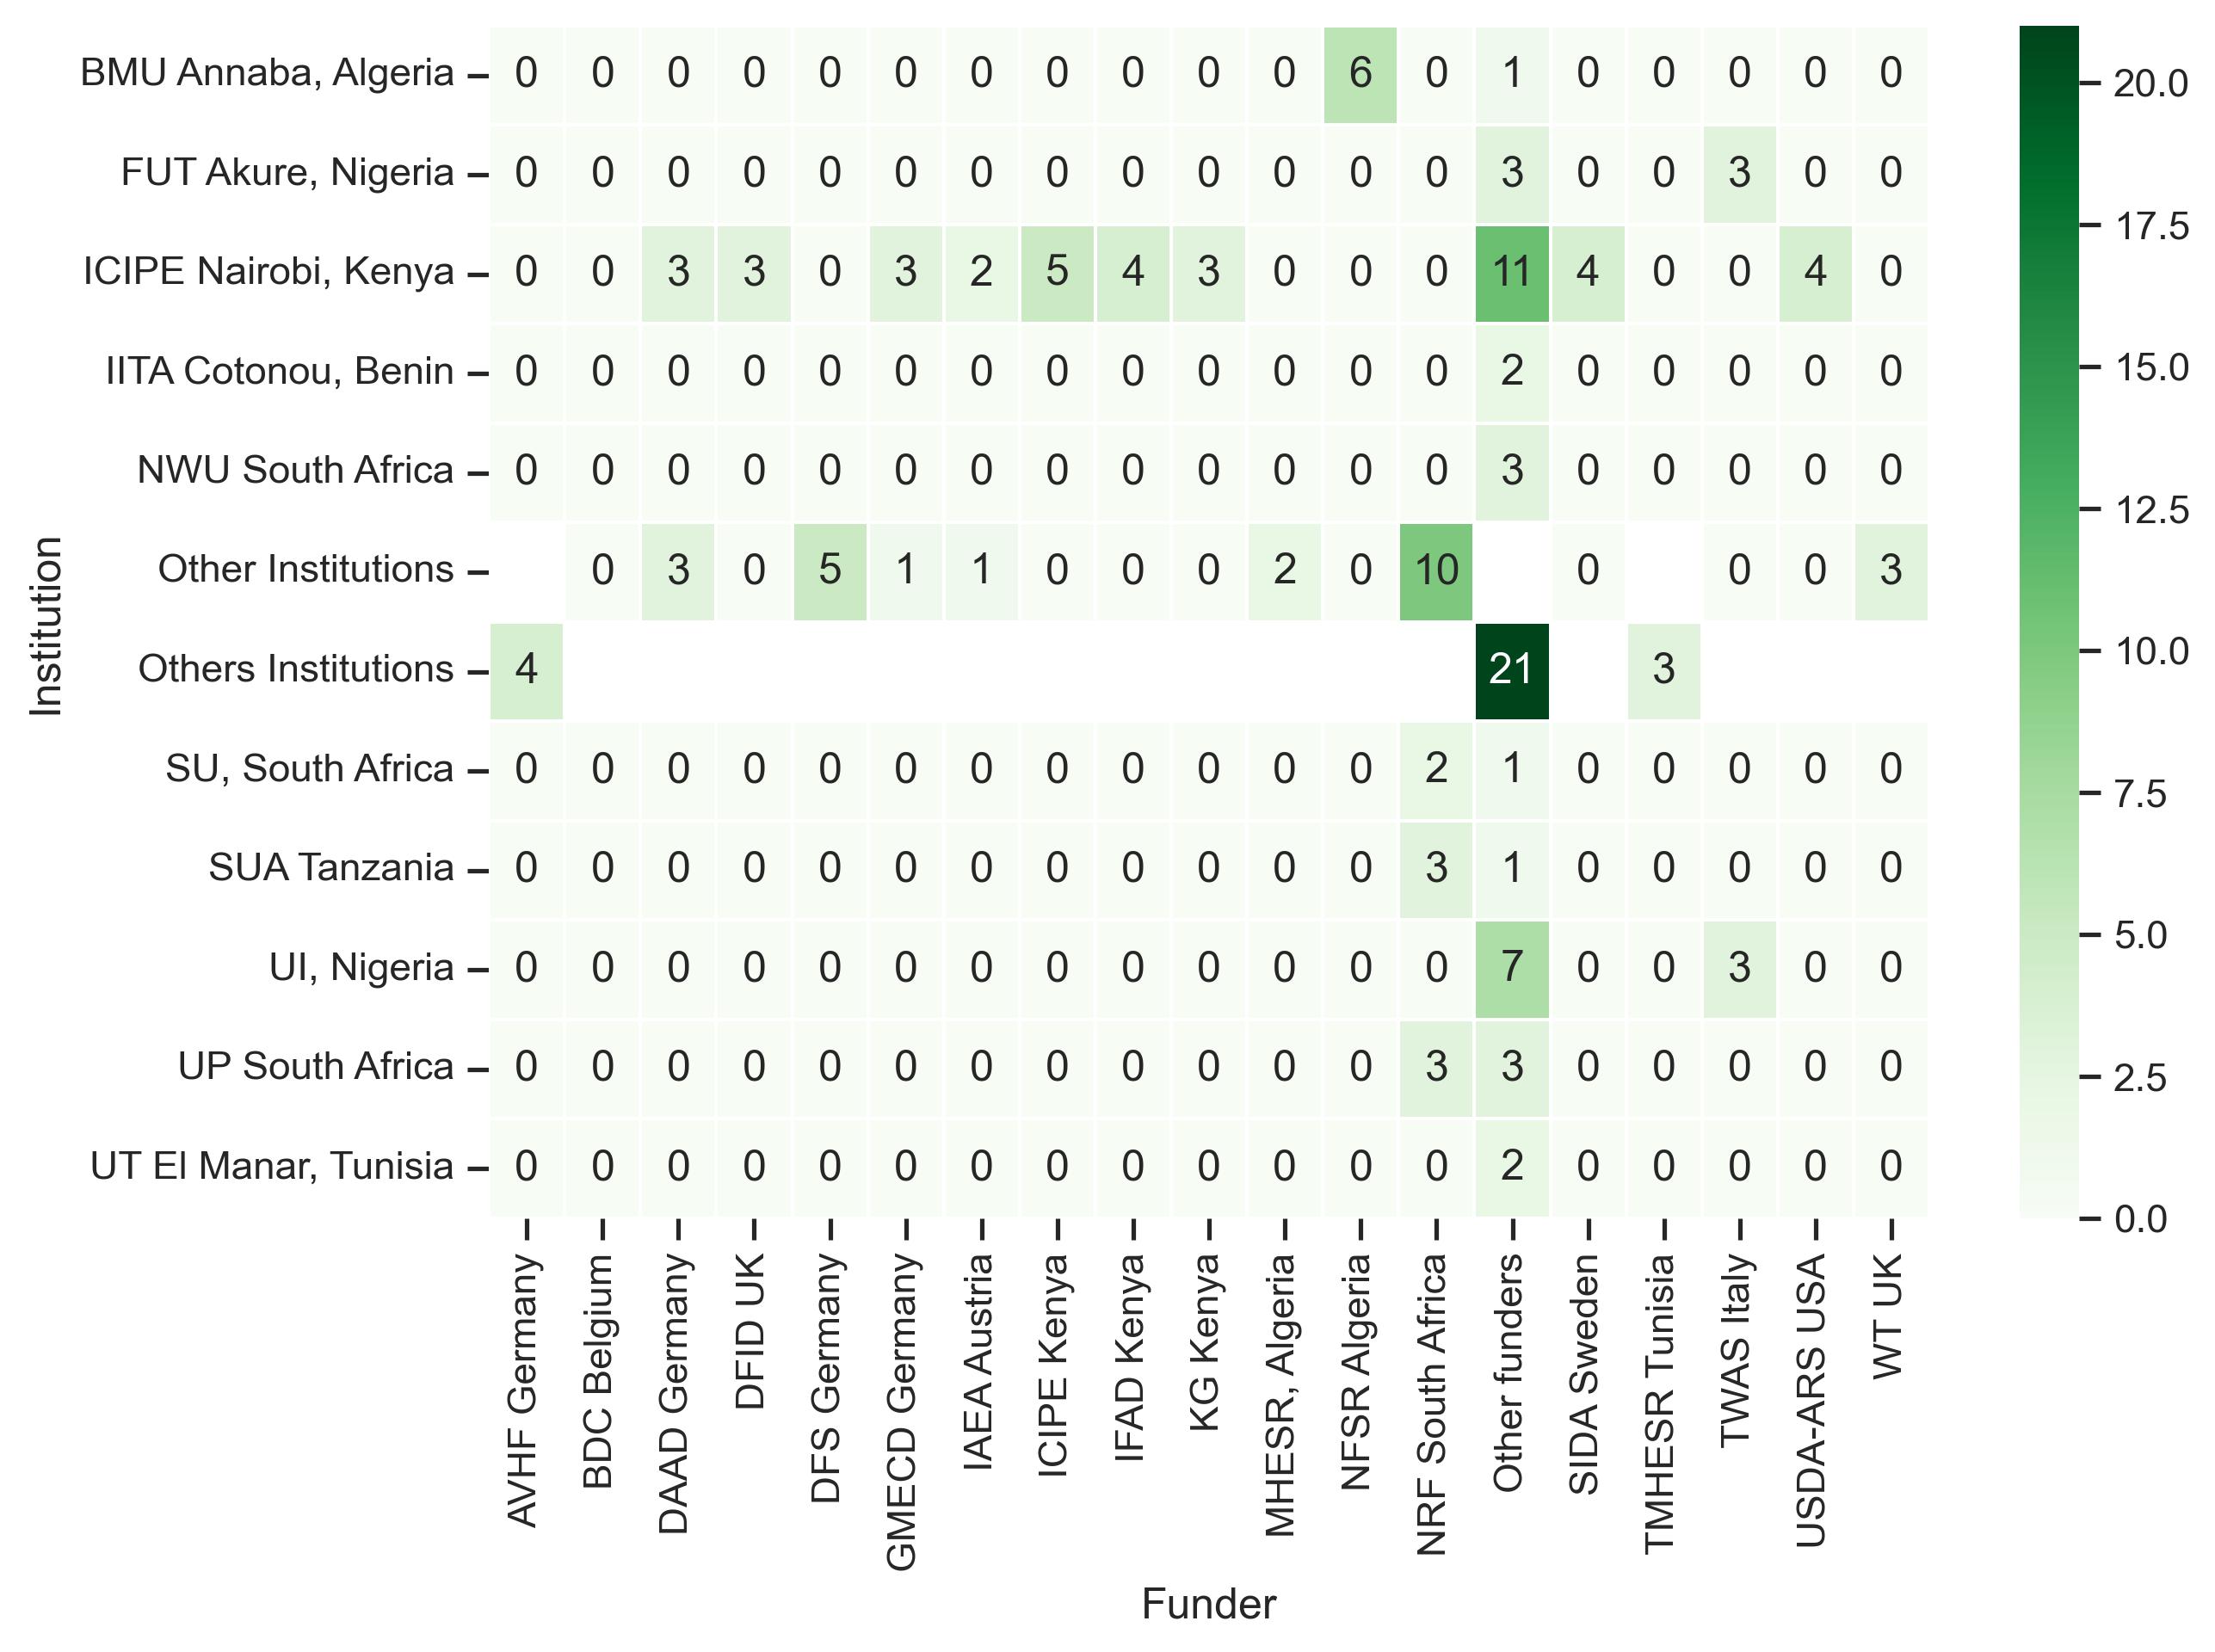 BMU Annaba, Algeria 0 0 0 0 0 0 0 0 0 0 0 6 0 1 0 0 0 0 0
FUT Akure, Nigeria 0 0 0 0 0 0 0 0 0 0 0 0 0 3 0 0 3 0 0
ICIPE Nairobi, Kenya 0 0 3 3 0 3 2 5 4 3 0 0 0 11 4 0 0 4 0
IITA Cotonou, Benin 0 0 0 0 0 0 0 0 0 0 0 0 0 2 0 0 0 0 0
NWU South Africa 0 0 0 0 0 0 0 0 0 0 0 0 0 3 0 0 0 0 0
Other Institutions 0 3 0 5 1 1 0 0 0 2 0 10 0 0 0 3
Others Institutions 4 21 3
SU, South Africa 0 0 0 0 0 0 0 0 0 0 0 0 2 1 0 0 0 0 0
SUA Tanzania 0 0 0 0 0 0 0 0 0 0 0 0 3 1 0 0 0 0 0
UI, Nigeria 0 0 0 0 0 0 0 0 0 0 0 0 0 7 0 0 3 0 0
UP South Africa 0 0 0 0 0 0 0 0 0 0 0 0 3 3 0 0 0 0 0
UT El Manar, Tunisia 0 0 0 0 0 0 0 0 0 0 0 0 0 2 0 0 0 0 0
Institution
AVHF Germany
BDC Belgium
DAAD Germany
DFID UK
DFS Germany
GMECD Germany
IAEA Austria
ICIPE Kenya
IFAD Kenya
KG Kenya
MHESR, Algeria
NFSR Algeria
NRF South Africa
Other funders
SIDA Sweden
TMHESR Tunisia
TWAS Italy
USDA-ARS USA
WT UK
Funder
20.0
17.5
15.0
12.5
10.0
7.5
5.0
2.5
0.0